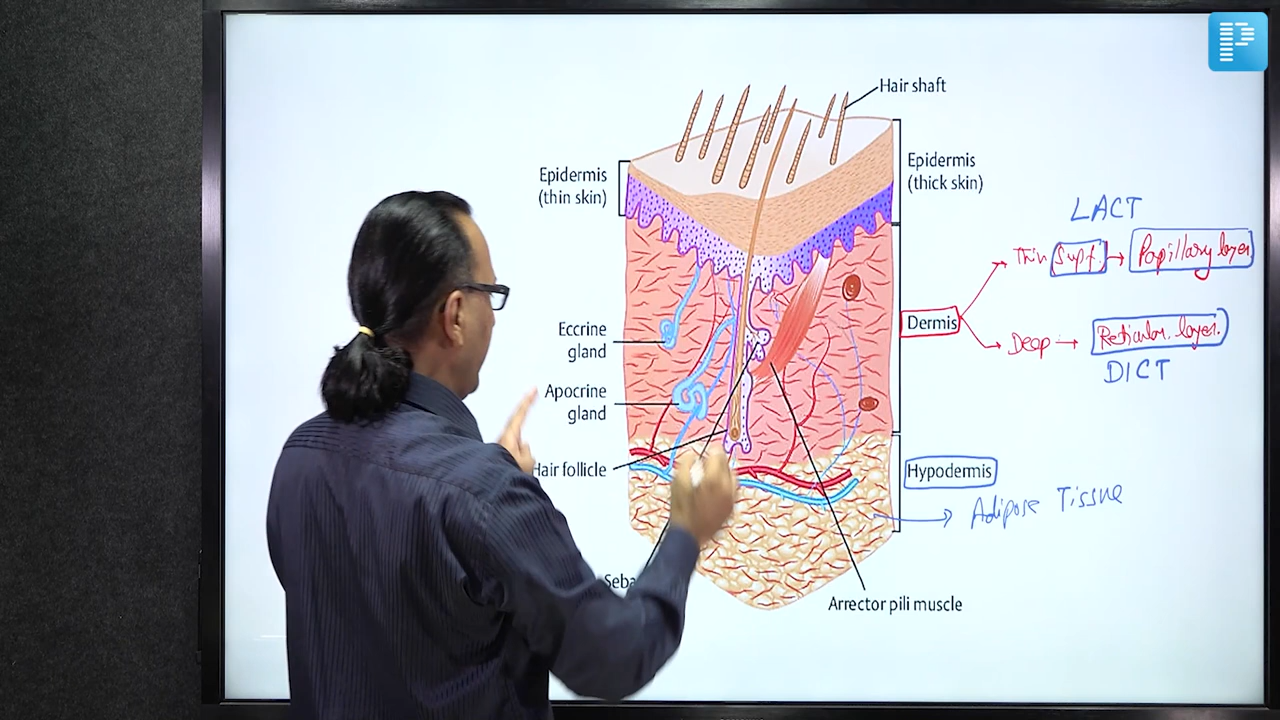 Hair shaft
Epidermis
(thin skin)
Epidermis
(thick skin)
LACT
Thin Supf. → Papillary layer
Dermis
Deep → Reticular layer.
DICT
Eccrine
gland
Apocrine
gland
Hair follicle
Hypodermis
Adipose Tissue
Seba
Arrector pili muscle